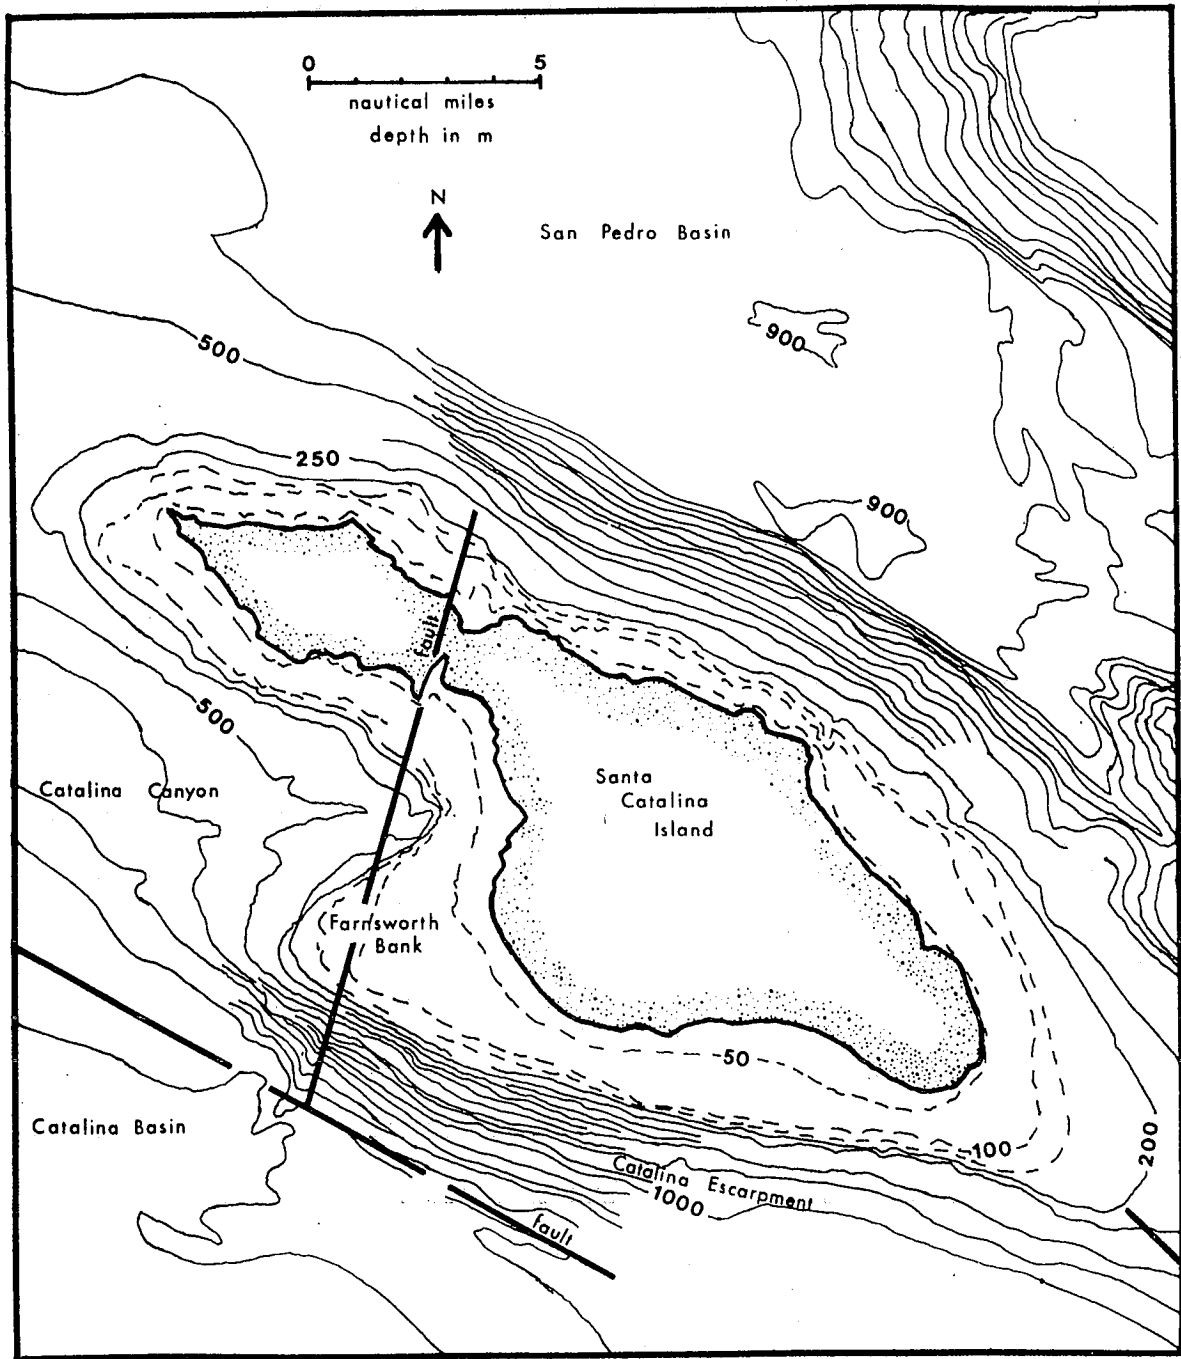 0 5
nautical miles
depth in m
N
San Pedro Basin
900
500
250
900
fault
500
Catalina Canyon
Santa
Catalina
Island
Farnsworth
Bank
50
Catalina Basin
100
200
Catalina Escarpment
1000
fault